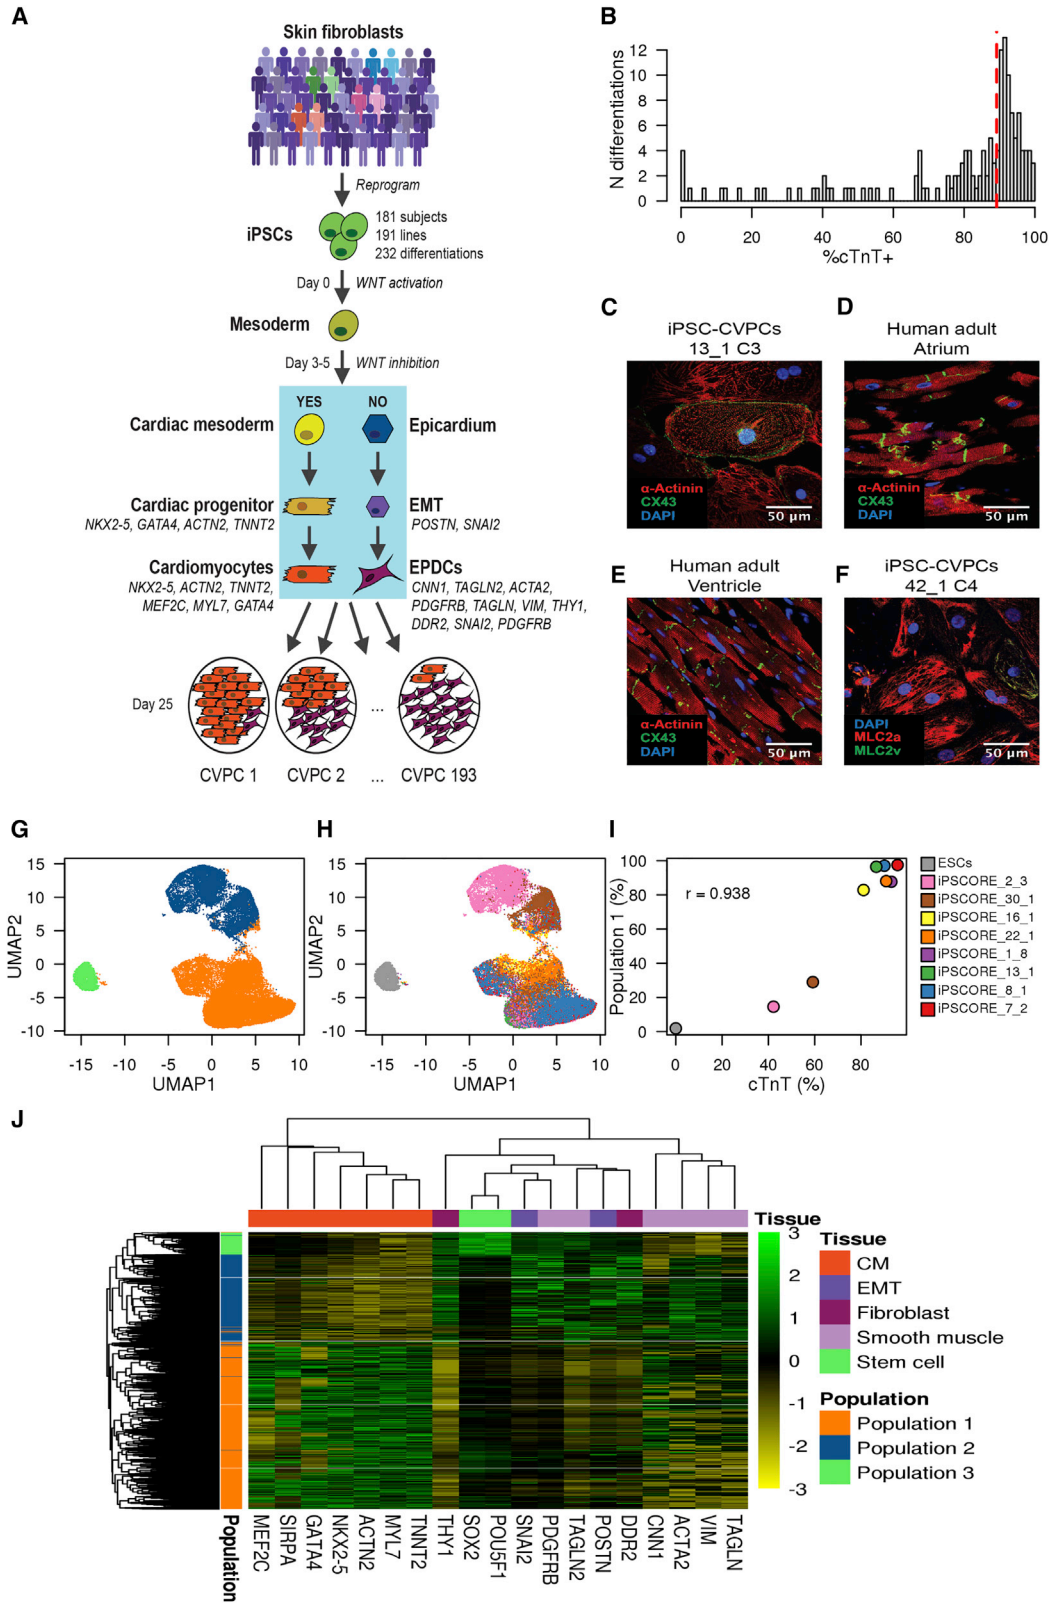 A
Skin fibroblasts
Reprogram
iPSCs
181 subjects
191 lines
232 differentiations
Day 0
WNT activation
Mesoderm
Day 3-5
WNT inhibition
YES
NO
Cardiac mesoderm
Epicardium
Cardiac progenitor
NKX2-5, GATA4, ACTN2, TNNT2
EMT
POSTN, SNAI2
Cardiomyocytes
NKX2-5, ACTN2, TNNT2,
MEF2C, MYL7, GATA4
EPDCs
CNN1, TAGLN2, ACTA2,
PDGFRB, TAGLN, VIM, THY1,
DDR2, SNAI2, PDGFRB
Day 25
...
CVPC 1
CVPC 2
...
CVPC 193
B
N differentiations
12
10
8
6
4
2
0
0
20
40
60
80
100
%cTnT+
C
iPSC-CVPCs
13_1 C3
α-Actinin
CX43
DAPI
50 µm
D
Human adult
Atrium
α-Actinin
CX43
DAPI
50 µm
E
Human adult
Ventricle
α-Actinin
CX43
DAPI
50 µm
F
iPSC-CVPCs
42_1 C4
DAPI
MLC2a
MLC2v
50 µm
G
UMAP2
15
10
5
0
-5
-10
-15
-10
-5
0
5
10
UMAP1
H
UMAP2
15
10
5
0
-5
-10
-15
-10
-5
0
5
10
UMAP1
I
Population 1 (%)
100
80
60
40
20
0
r = 0.938
0
20
40
60
80
cTnT (%)
ESCs
iPSCORE_2_3
iPSCORE_30_1
iPSCORE_16_1
iPSCORE_22_1
iPSCORE_1_8
iPSCORE_13_1
iPSCORE_8_1
iPSCORE_7_2
J
Tissue
3
2
1
0
-1
-2
-3
Tissue
CM
EMT
Fibroblast
Smooth muscle
Stem cell
Population
Population 1
Population 2
Population 3
Population
MEF2C
SIRPA
GATA4
NKX2-5
ACTN2
MYL7
TNNT2
THY1
SOX2
POU5F1
SNAI2
PDGFRB
TAGLN2
POSTN
DDR2
CNN1
ACTA2
VIM
TAGLN